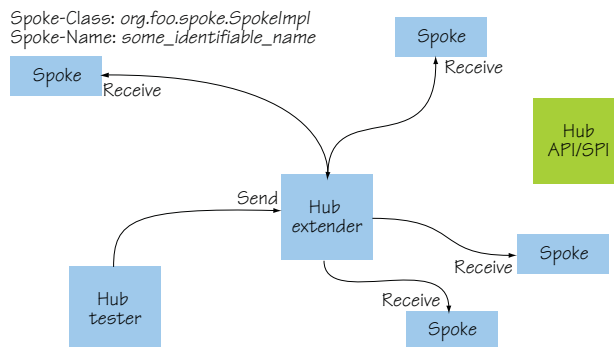 Spoke-Class: org.foo.spoke.SpokeImpl
Spoke-Name: some_identifiable_name
Spoke
Spoke
Receive
Receive
Hub
API/SPI
Send
Hub
extender
Spoke
Receive
Hub
tester
Receive
Spoke